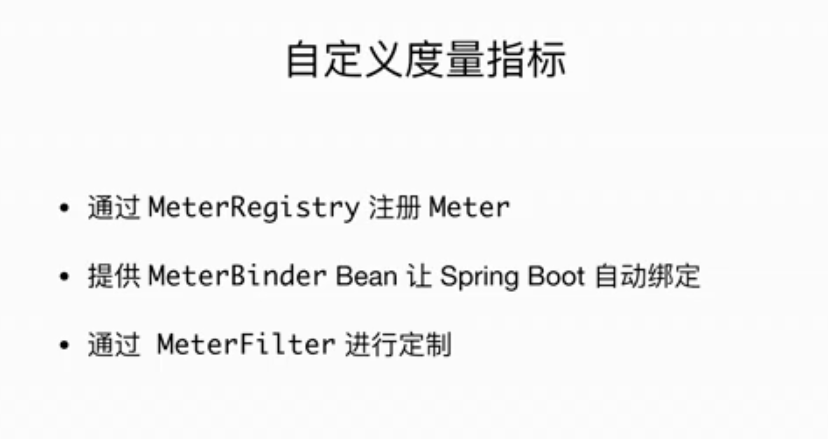 自定义度量指标
• 通过 MeterRegistry 注册 Meter
• 提供 MeterBinder Bean 让 Spring Boot 自动绑定
• 通过 MeterFilter 进行定制